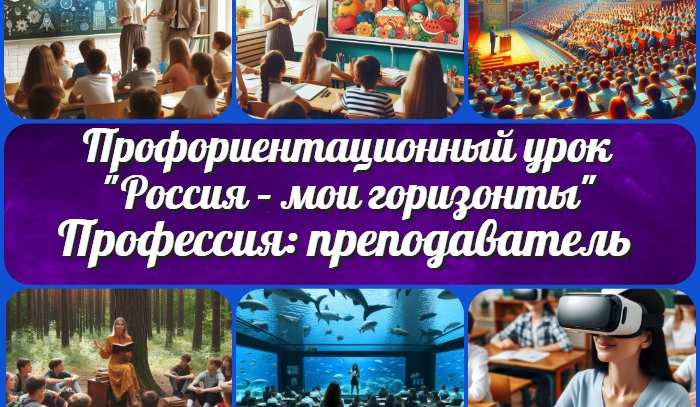 Профориентационный урок
"Россия – мои горизонты"
Профессия: преподаватель